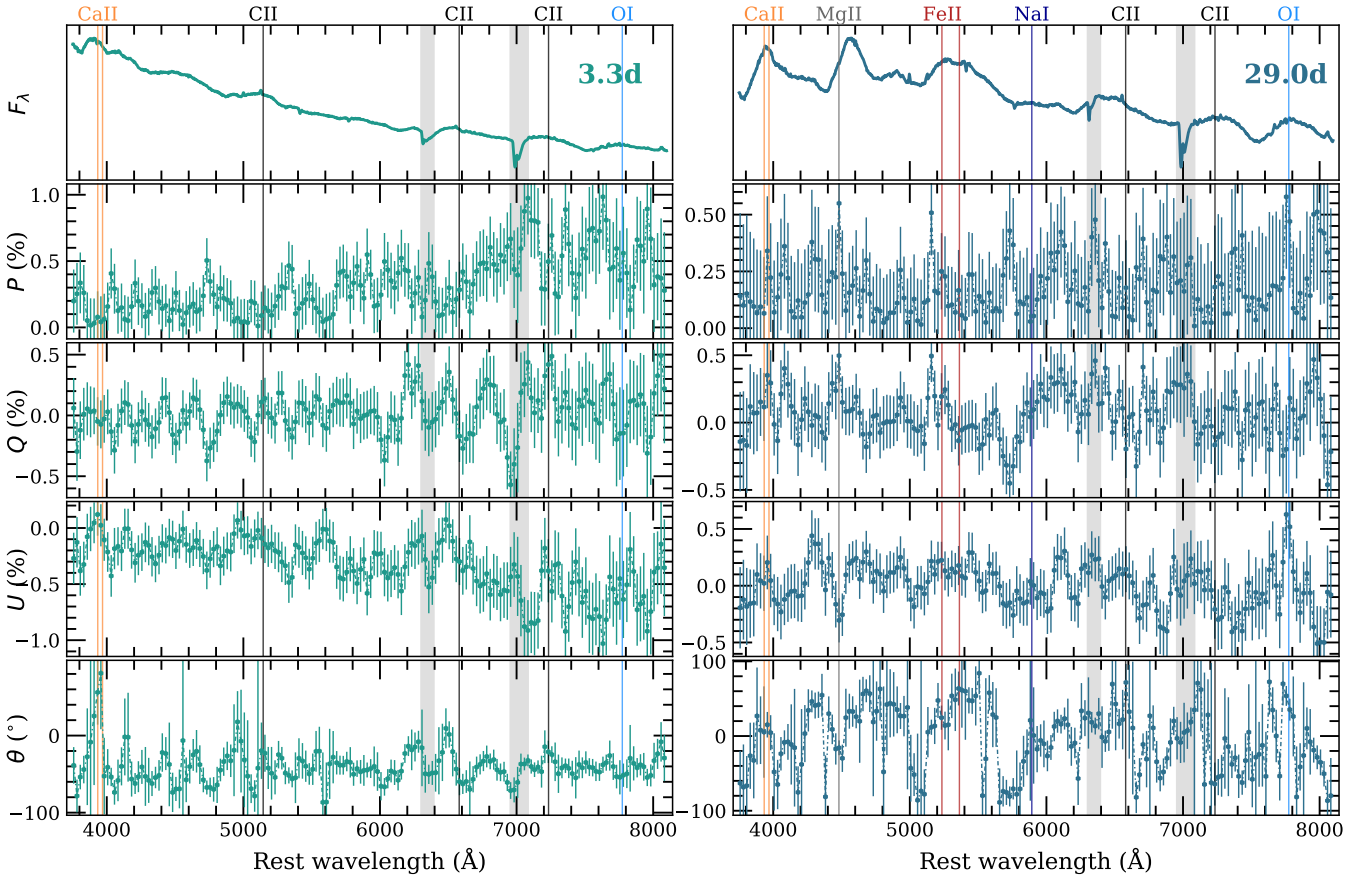 CaII CII CII CII OI
CaII MgII FeII NaI CII CII OI
3.3d
29.0d
Fλ
1.0
0.5
0.0
P (%)
0.50
0.25
0.00
0.5
0.0
−0.5
Q (%)
0.5
0.0
−0.5
0.0
−0.5
−1.0
U (%)
0.5
0.0
−0.5
0
−100
θ (°)
100
0
−100
4000 5000 6000 7000 8000
4000 5000 6000 7000 8000
Rest wavelength (Å)
Rest wavelength (Å)